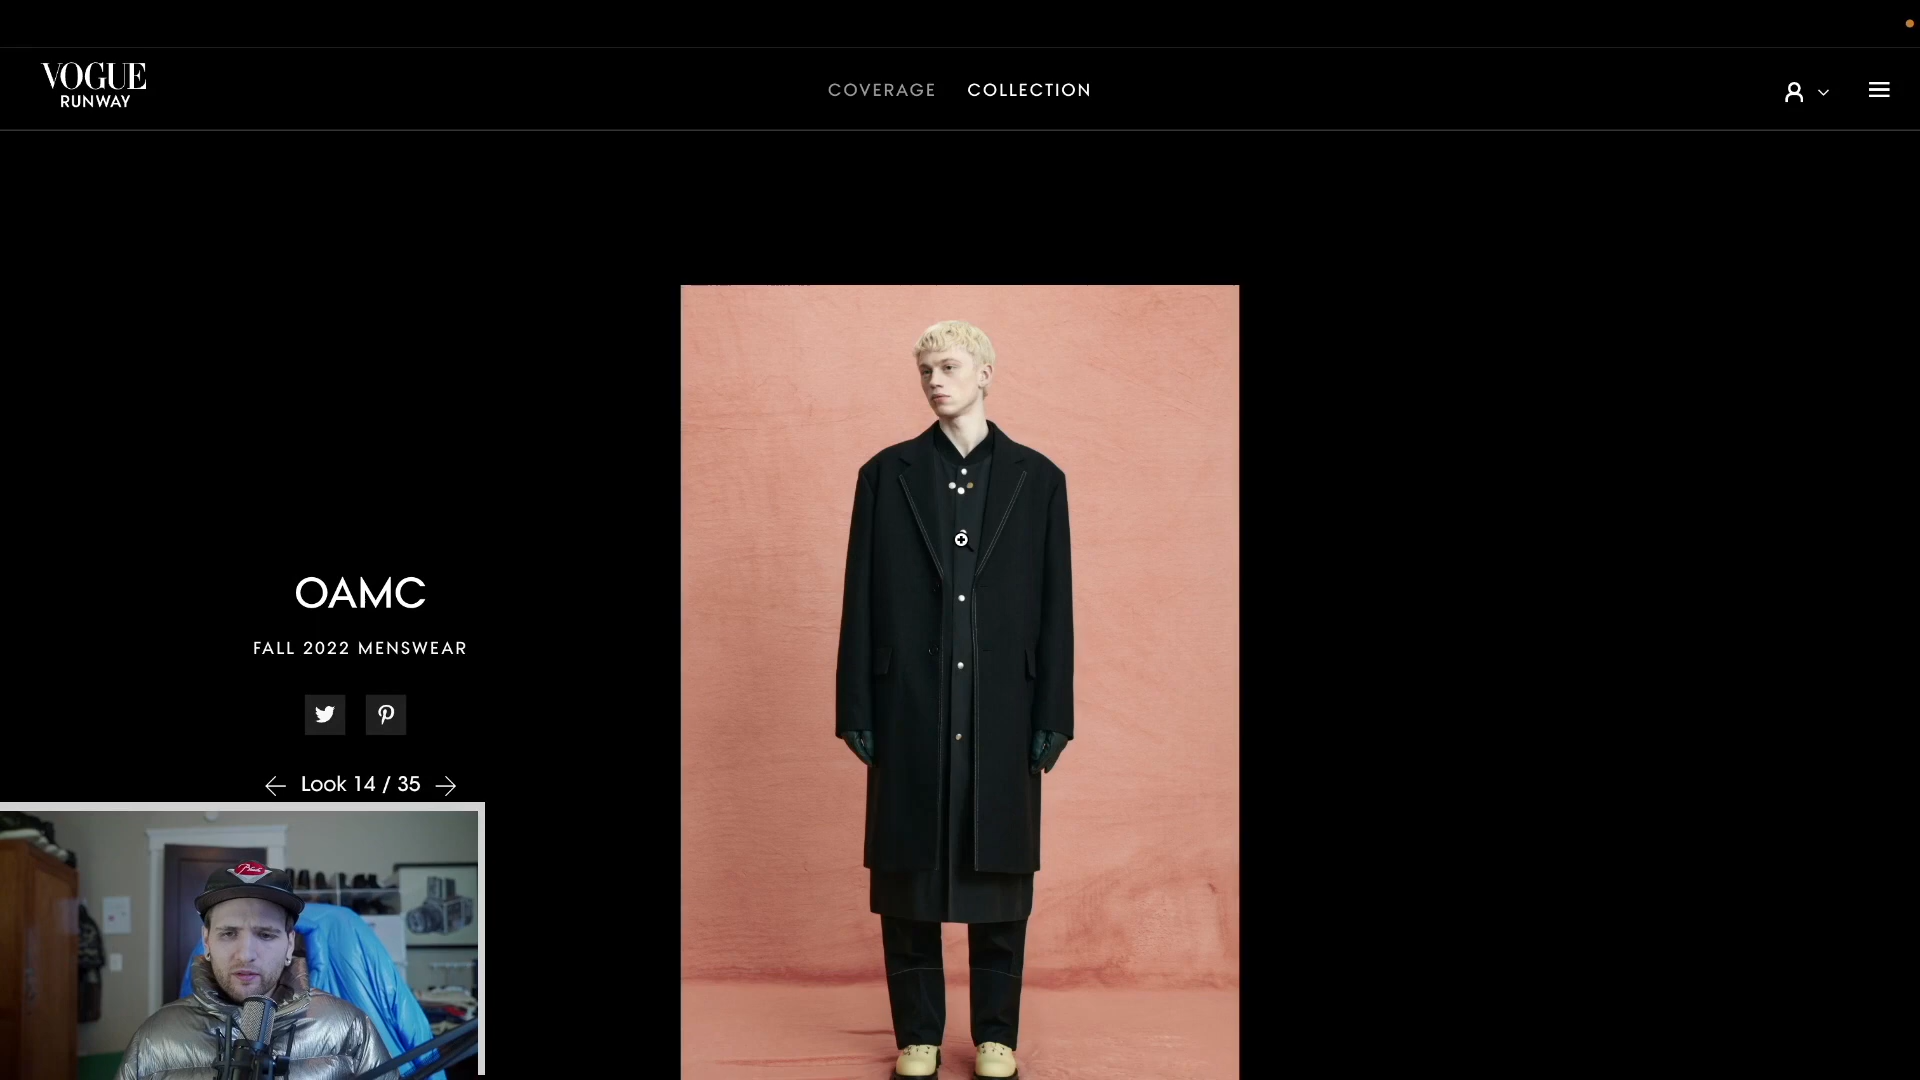 VOGUE
RUNWAY
COVERAGE
COLLECTION
OAMC
FALL 2022 MENSWEAR
Look 14 / 35